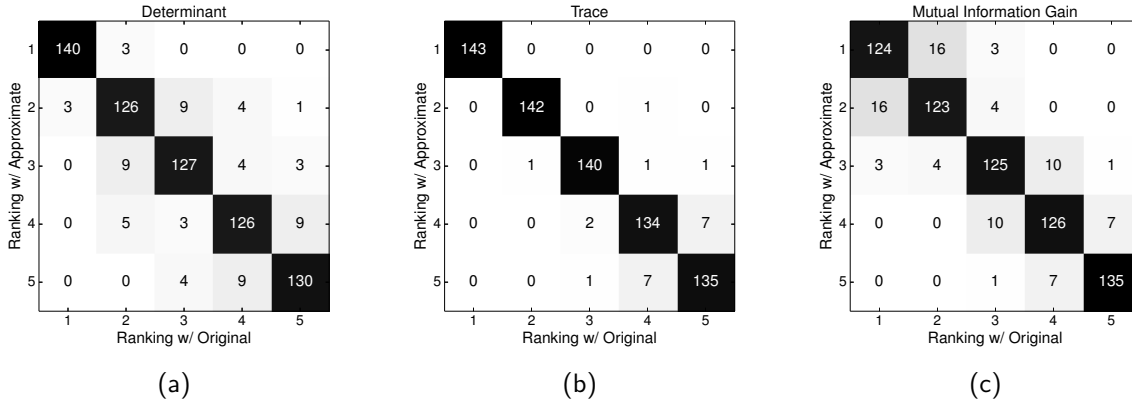 Determinant
Ranking w/ Approximate
1 140 3 0 0 0
2 3 126 9 4 1
3 0 9 127 4 3
4 0 5 3 126 9
5 0 0 4 9 130
1 2 3 4 5
Ranking w/ Original
(a)
Trace
Ranking w/ Approximate
1 143 0 0 0 0
2 0 142 0 1 0
3 0 1 140 1 1
4 0 0 2 134 7
5 0 0 1 7 135
1 2 3 4 5
Ranking w/ Original
(b)
Mutual Information Gain
Ranking w/ Approximate
1 124 16 3 0 0
2 16 123 4 0 0
3 3 4 125 10 1
4 0 0 10 126 7
5 0 0 1 7 135
1 2 3 4 5
Ranking w/ Original
(c)